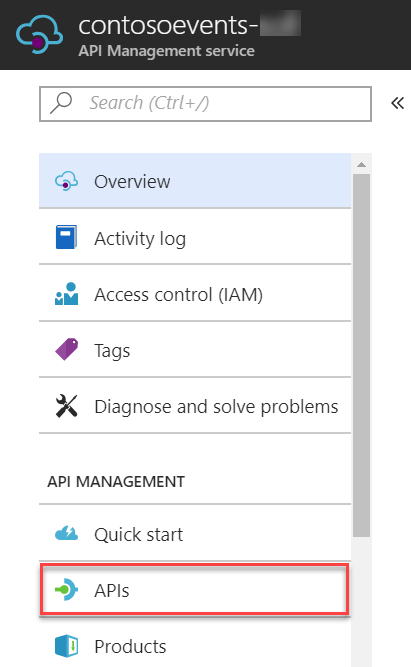 contosoevents-
API Management service
Search (Ctrl+/)
Overview
Activity log
Access control (IAM)
Tags
Diagnose and solve problems
API MANAGEMENT
Quick start
APIs
Products